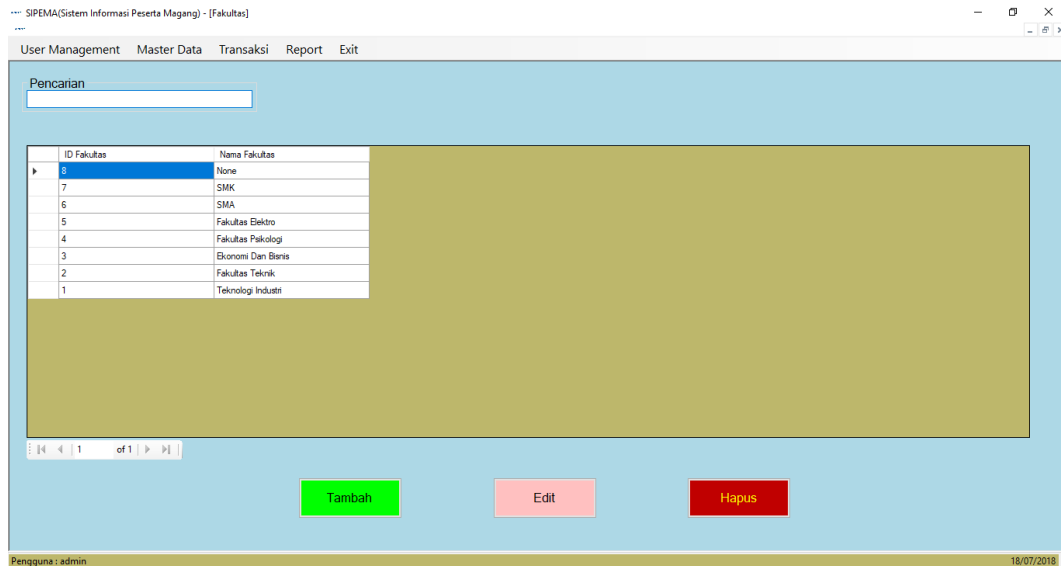 SIPEMA(Sistem Informasi Peserta Magang) - [Fakultas]
User Management Master Data Transaksi Report Exit
Pencarian
ID Fakultas Nama Fakultas
8 None
7 SMK
6 SMA
5 Fakultas Elektro
4 Fakultas Psikologi
3 Ekonomi Dan Bisnis
2 Fakultas Teknik
1 Teknologi Industri
1 of 1
Tambah Edit Hapus
Pengguna : admin 18/07/2018